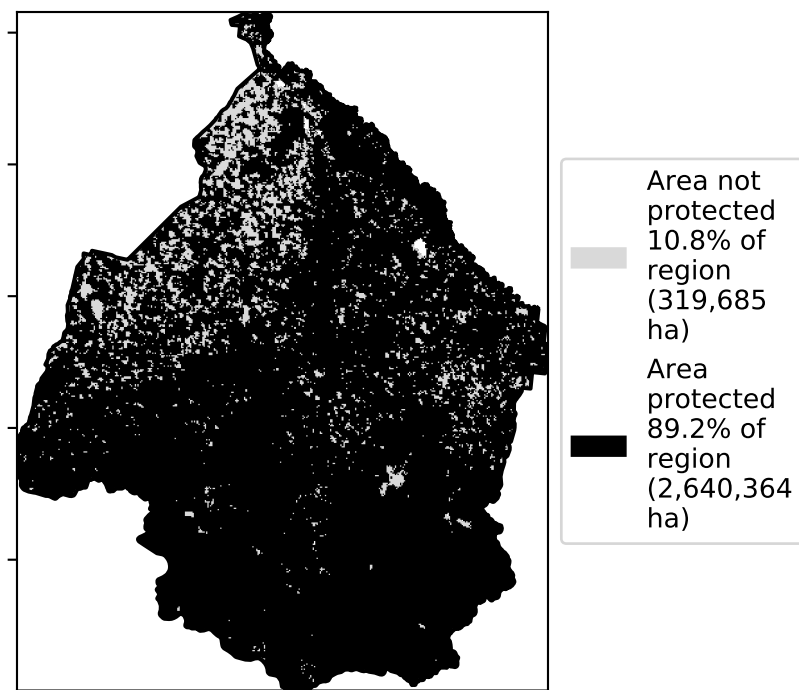 Area not
protected
10.8% of
region
(319,685
ha)
Area
protected
89.2% of
region
(2,640,364
ha)